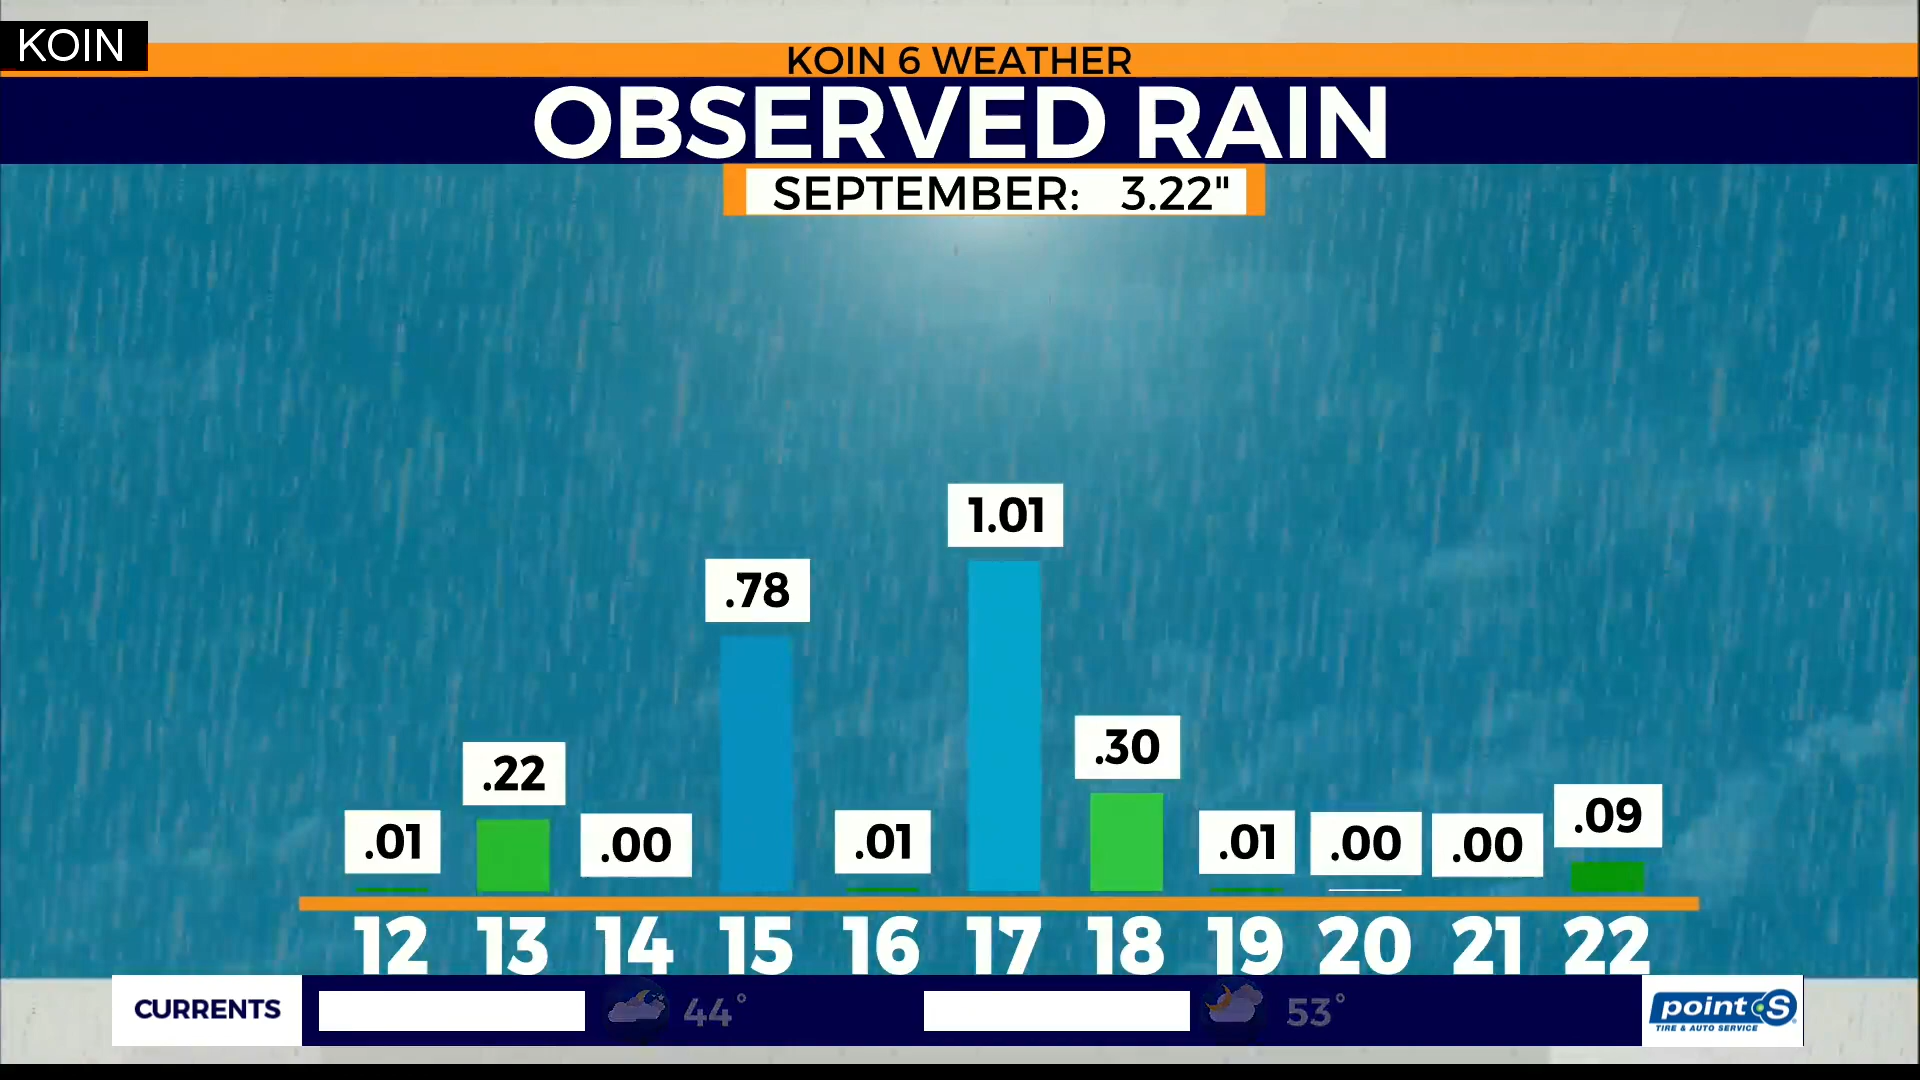 KOIN
KOIN 6 WEATHER
OBSERVED RAIN
SEPTEMBER: 3.22"
.01 .22 .00 .78 .01 1.01 .30 .01 .00 .00 .09
12 13 14 15 16 17 18 19 20 21 22
CURRENTS 44° 53°
point S
TIRE & AUTO SERVICE